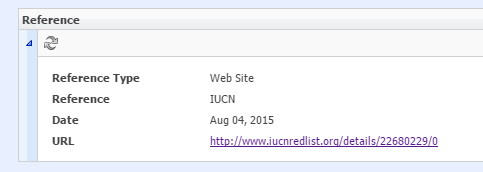 Reference
Reference Type Web Site
Reference IUCN
Date Aug 04, 2015
URL http://www.iucnredlist.org/details/22680229/0